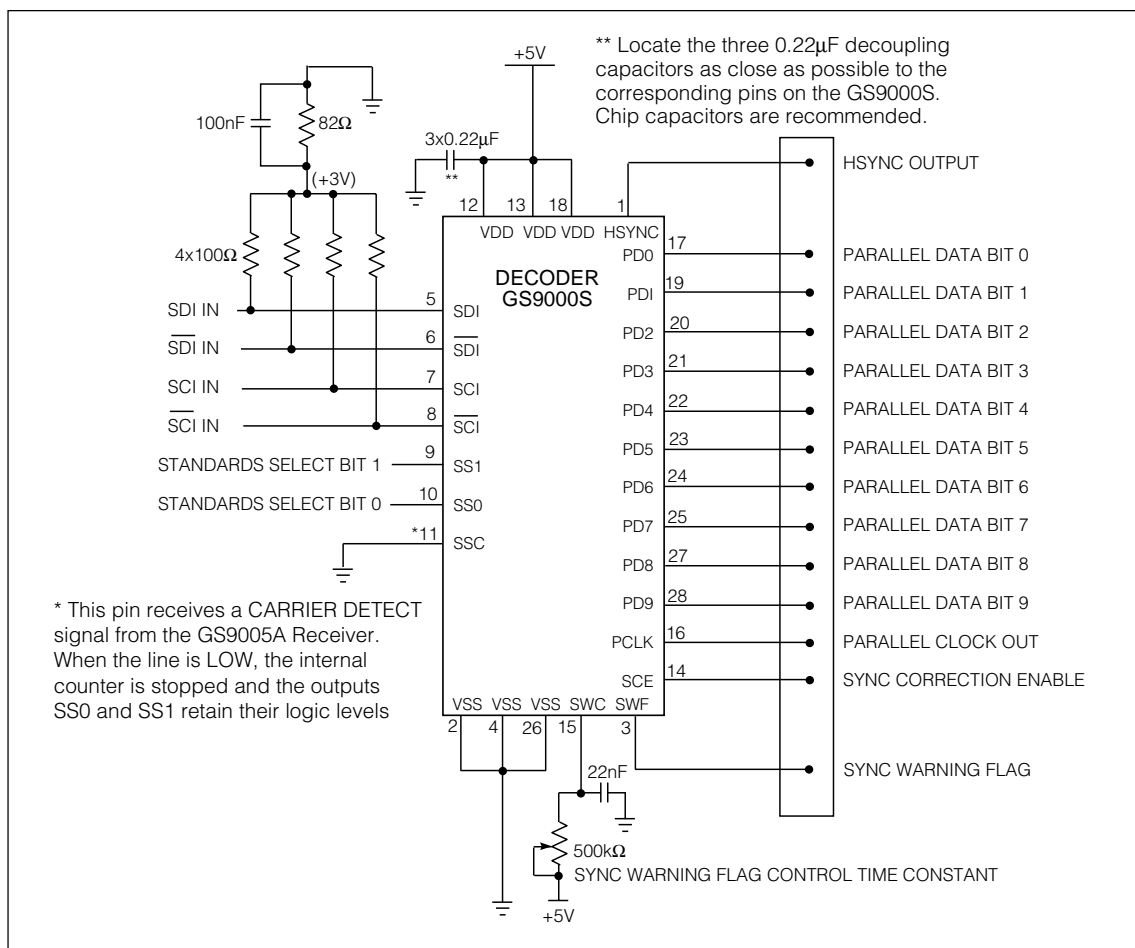 +5V
** Locate the three 0.22µF decoupling
capacitors as close as possible to the
corresponding pins on the GS9000S.
Chip capacitors are recommended.
100nF
82Ω
3x0.22µF
**
(+3V)
4x100Ω
12
13
18
1
VDD
VDD
VDD
HSYNC
HSYNC OUTPUT
DECODER
GS9000S
PD0
17
PARALLEL DATA BIT 0
PDI
19
PARALLEL DATA BIT 1
PD2
20
PARALLEL DATA BIT 2
PD3
21
PARALLEL DATA BIT 3
PD4
22
PARALLEL DATA BIT 4
PD5
23
PARALLEL DATA BIT 5
PD6
24
PARALLEL DATA BIT 6
PD7
25
PARALLEL DATA BIT 7
PD8
27
PARALLEL DATA BIT 8
PD9
28
PARALLEL DATA BIT 9
PCLK
16
PARALLEL CLOCK OUT
SCE
14
SYNC CORRECTION ENABLE
SDI IN
5
SDI
S̅D̅I̅ IN
6
S̅D̅I̅
SCI IN
7
SCI
S̅C̅I̅ IN
8
S̅C̅I̅
STANDARDS SELECT BIT 1
9
SS1
STANDARDS SELECT BIT 0
10
SS0
*11
SSC
* This pin receives a CARRIER DETECT
signal from the GS9005A Receiver.
When the line is LOW, the internal
counter is stopped and the outputs
SS0 and SS1 retain their logic levels
VSS
VSS
VSS
SWC
SWF
2
4
26
15
3
SYNC WARNING FLAG
22nF
500kΩ
SYNC WARNING FLAG CONTROL TIME CONSTANT
+5V